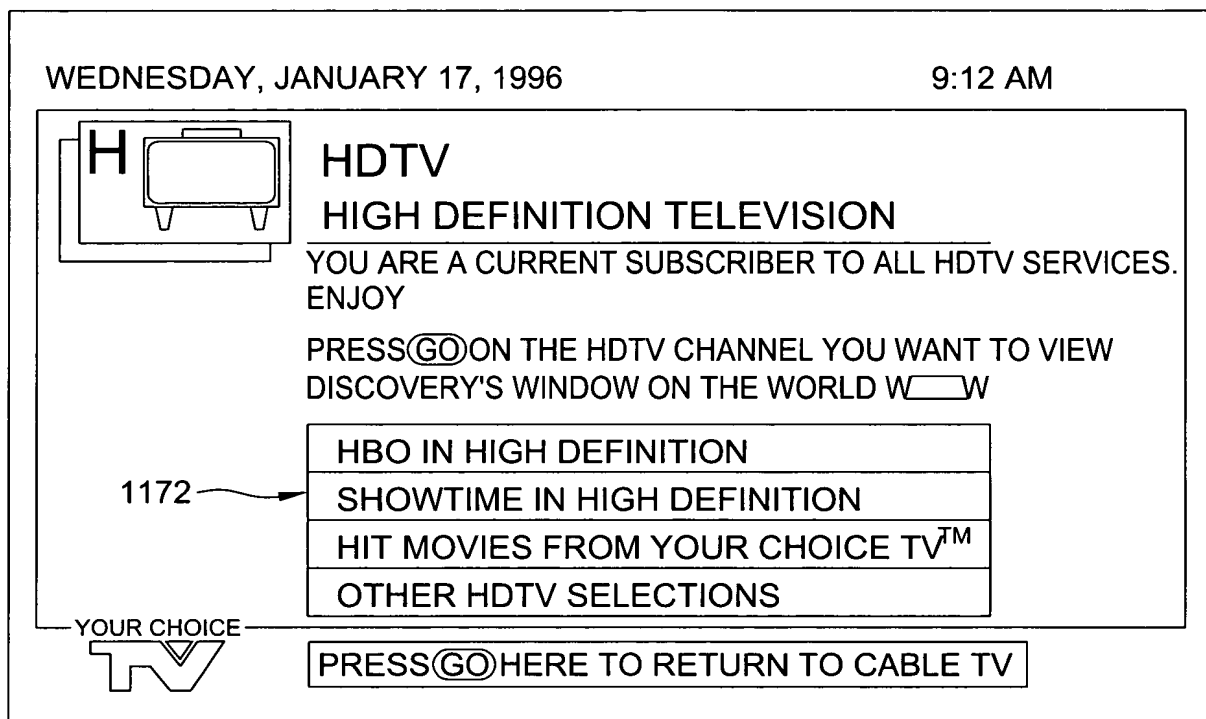 WEDNESDAY, JANUARY 17, 1996 9:12 AM
H
HDTV
HIGH DEFINITION TELEVISION
YOU ARE A CURRENT SUBSCRIBER TO ALL HDTV SERVICES.
ENJOY
PRESS GO ON THE HDTV CHANNEL YOU WANT TO VIEW
DISCOVERY'S WINDOW ON THE WORLD W W
HBO IN HIGH DEFINITION
1172 SHOWTIME IN HIGH DEFINITION
HIT MOVIES FROM YOUR CHOICE TV™
OTHER HDTV SELECTIONS
YOUR CHOICE
TV
PRESS GO HERE TO RETURN TO CABLE TV